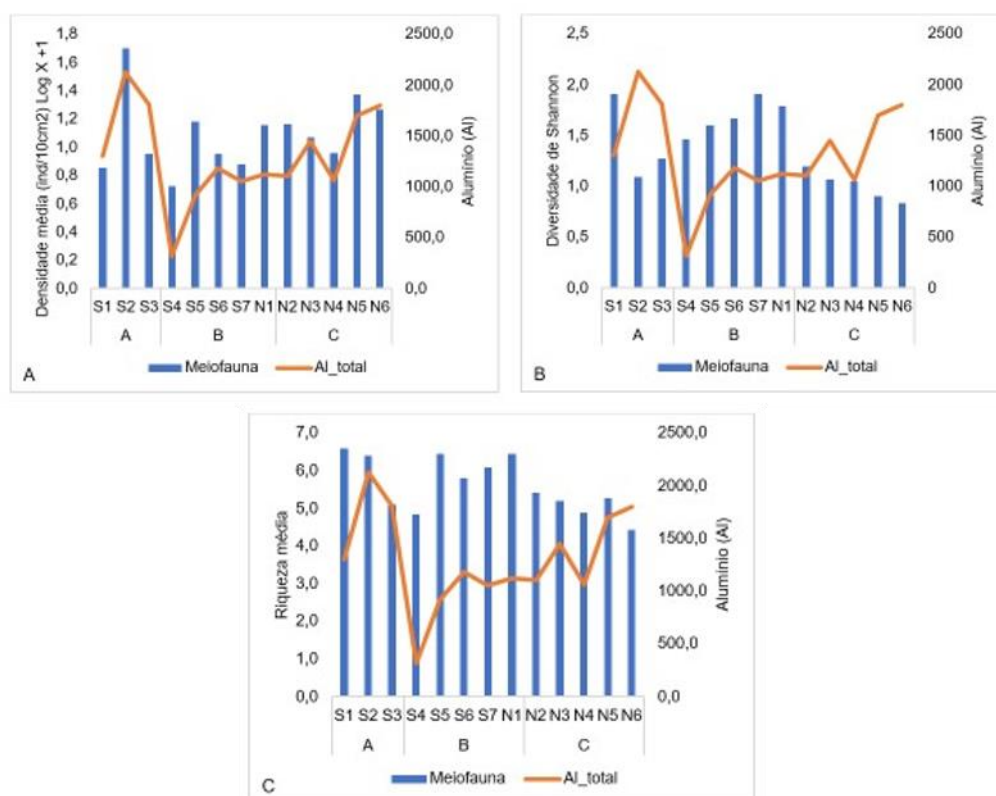 1,8
1,6
1,4
1,2
1,0
0,8
0,6
0,4
0,2
0,0
Densidade média (ind/10cm2) Log X +1
2500,0
2000,0
1500,0
1000,0
500,0
0,0
Alumínio (Al)
S1 S2 S3 S4 S5 S6 S7 N1 N2 N3 N4 N5 N6
A B C
Meiofauna Al_total
A
2,5
2,0
1,5
1,0
0,5
0,0
Diversidade de Shannon
2500
2000
1500
1000
500
0
Alumínio (Al)
S1 S2 S3 S4 S5 S6 S7 N1 N2 N3 N4 N5 N6
A B C
Meiofauna Al_total
B
7,0
6,0
5,0
4,0
3,0
2,0
1,0
0,0
Riqueza média
2500,0
2000,0
1500,0
1000,0
500,0
0,0
Alumínio (Al)
S1 S2 S3 S4 S5 S6 S7 N1 N2 N3 N4 N5 N6
A B C
Meiofauna Al_total
C